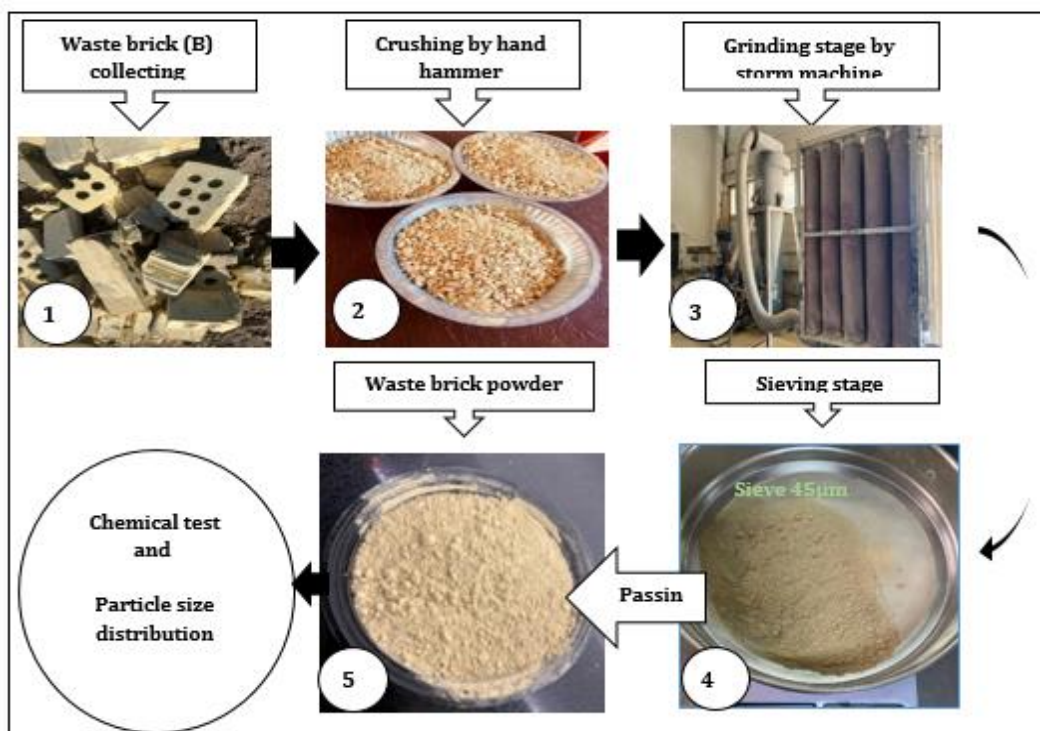 Waste brick (B)
collecting
Crushing by hand
hammer
Grinding stage by
storm machine
1
2
3
Waste brick powder
Sieving stage
Sieve 45µm
Chemical test
and
Particle size
distribution
Passin
5
4